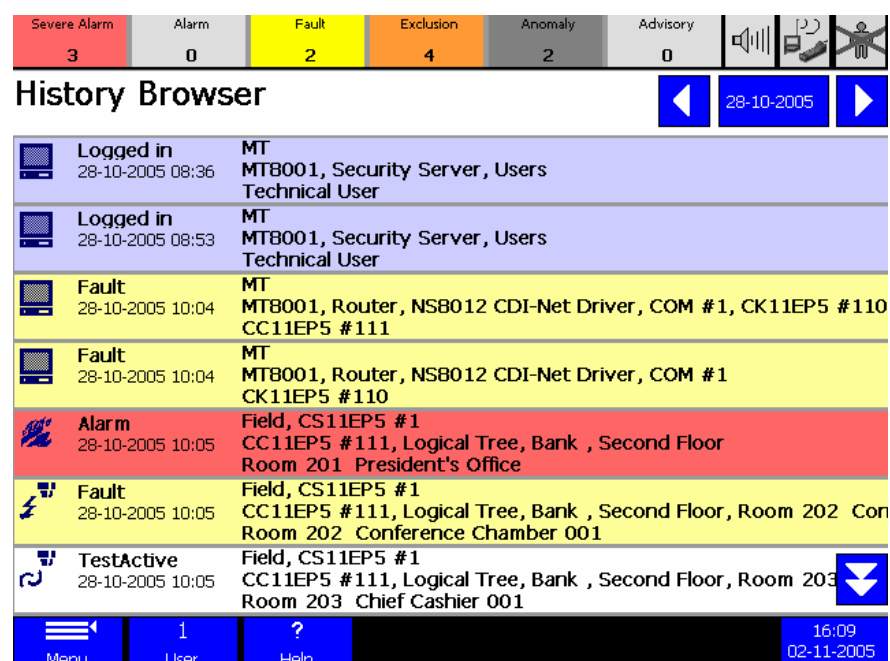 Severe Alarm Alarm Fault Exclusion Anomaly Advisory
3 0 2 4 2 0
History Browser
28-10-2005
Logged in MT
28-10-2005 08:36 MT8001, Security Server, Users
Technical User
Logged in MT
28-10-2005 08:53 MT8001, Security Server, Users
Technical User
Fault MT
28-10-2005 10:04 MT8001, Router, NS8012 CDI-Net Driver, COM #1, CK11EP5 #110
CC11EP5 #111
Fault MT
28-10-2005 10:04 MT8001, Router, NS8012 CDI-Net Driver, COM #1
CK11EP5 #110
Alarm Field, CS11EP5 #1
28-10-2005 10:05 CC11EP5 #111, Logical Tree, Bank , Second Floor
Room 201 President's Office
Fault Field, CS11EP5 #1
28-10-2005 10:05 CC11EP5 #111, Logical Tree, Bank , Second Floor, Room 202
Room 202 Conference Chamber 001
TestActive Field, CS11EP5 #1
28-10-2005 10:05 CC11EP5 #111, Logical Tree, Bank , Second Floor, Room 203
Room 203 Chief Cashier 001
1 ? 16:09
Menu User Help 02-11-2005